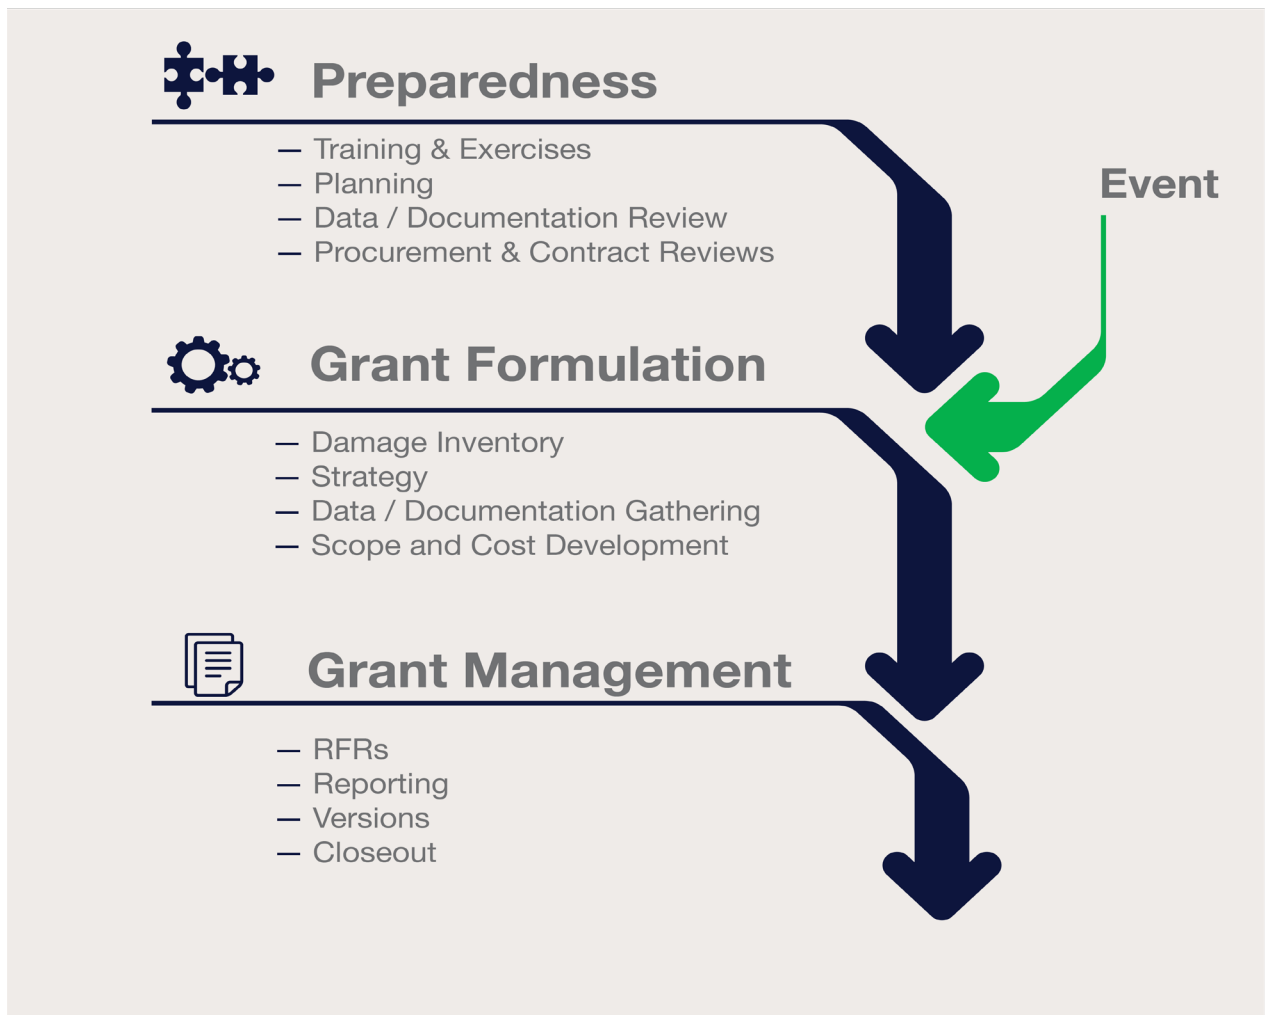 Preparedness
— Training & Exercises
— Planning
— Data / Documentation Review
— Procurement & Contract Reviews
Event
Grant Formulation
— Damage Inventory
— Strategy
— Data / Documentation Gathering
— Scope and Cost Development
Grant Management
— RFRs
— Reporting
— Versions
— Closeout